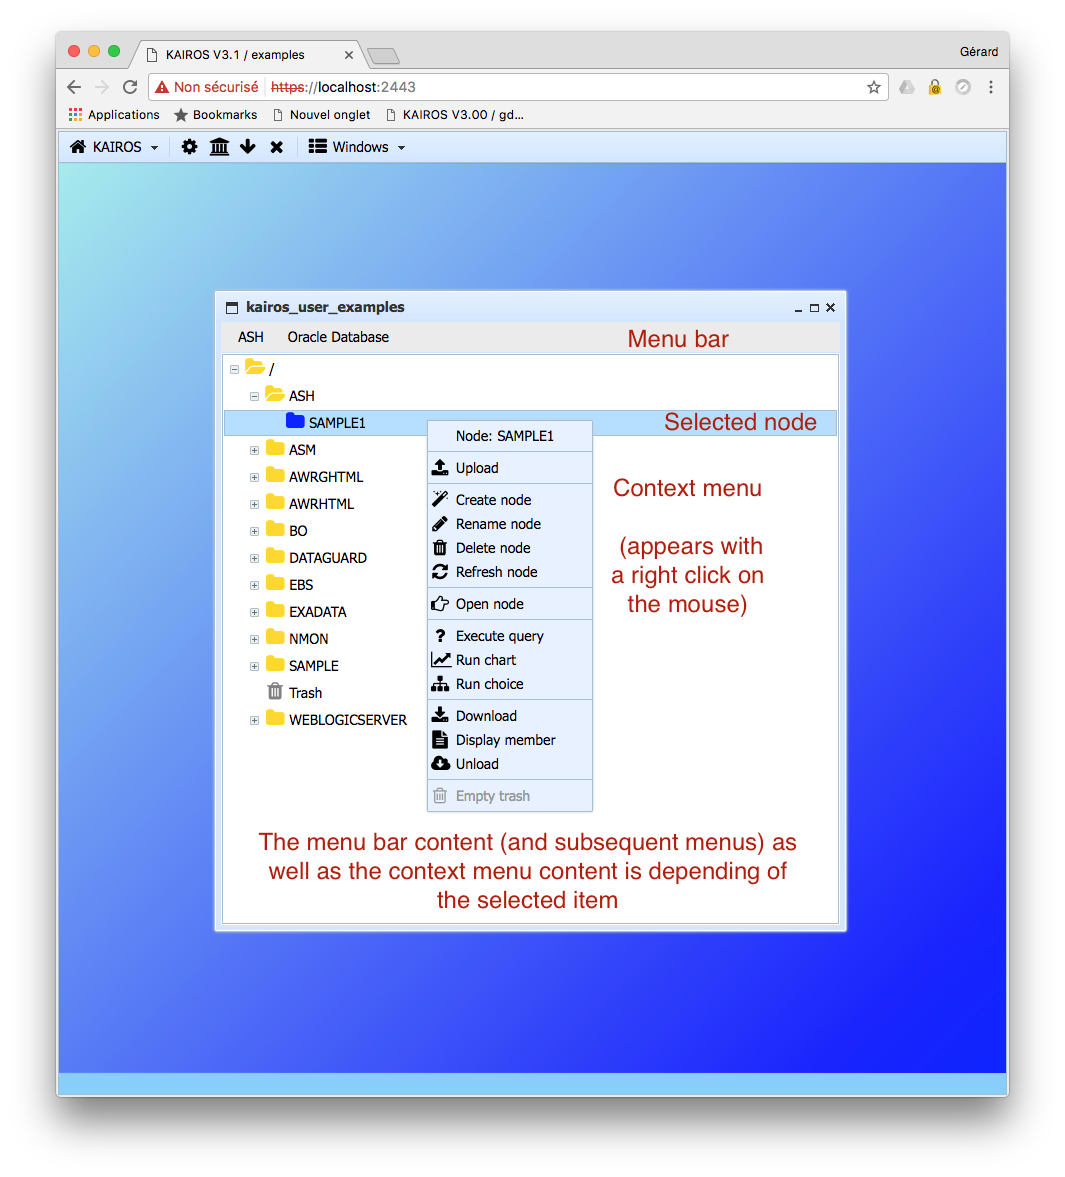 KAIROS V3.1 / examples
Gérard
Non sécurisé https://localhost:2443
Applications Bookmarks Nouvel onglet KAIROS V3.00 / gd...
KAIROS Windows
kairos_user_examples
ASH Oracle Database Menu bar
/
ASH
SAMPLE1 Selected node
ASM
AWRGHTML
AWRHTML
BO
DATAGUARD
EBS
EXADATA
NMON
SAMPLE
Trash
WEBLOGICSERVER
Node: SAMPLE1
Upload
Create node
Rename node
Delete node
Refresh node
Open node
Execute query
Run chart
Run choice
Download
Display member
Unload
Empty trash
Context menu
(appears with
a right click on
the mouse)
The menu bar content (and subsequent menus) as
well as the context menu content is depending of
the selected item